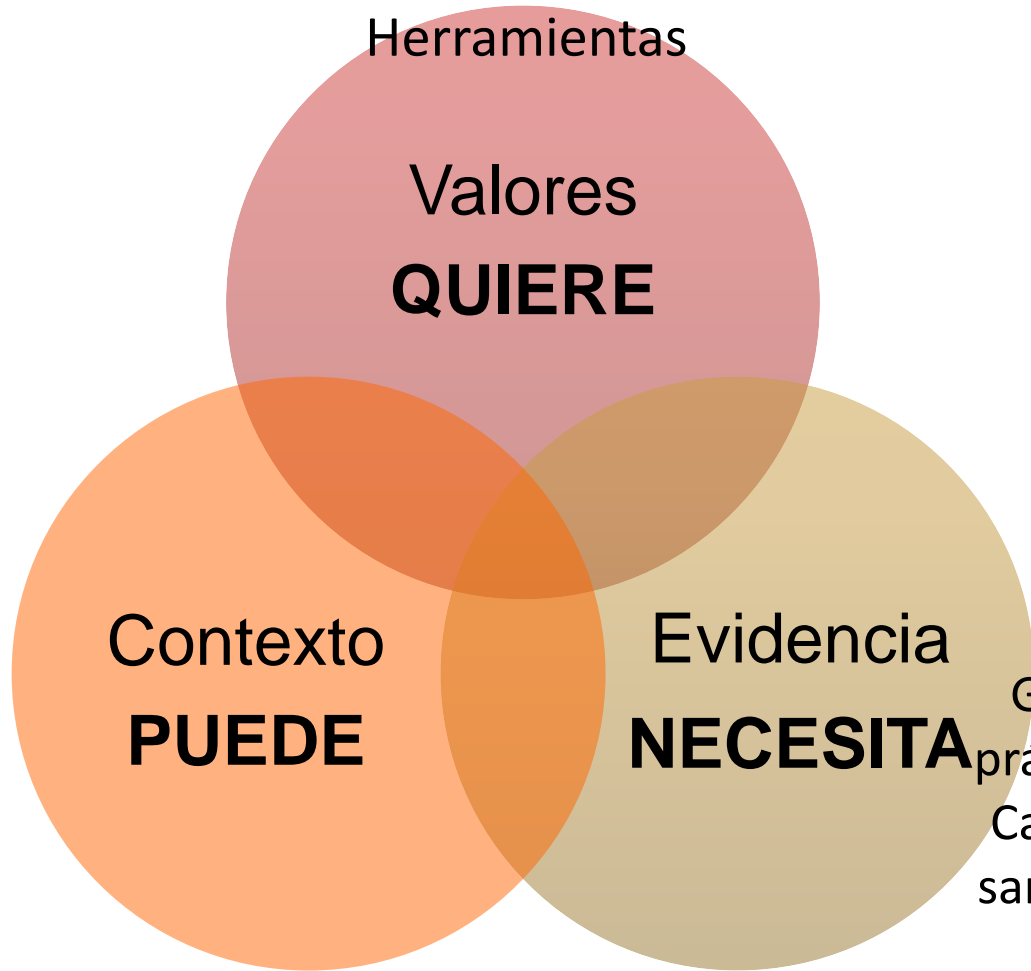 Herramientas
Valores
QUIERE
Contexto
PUEDE
Evidencia
NECESITA